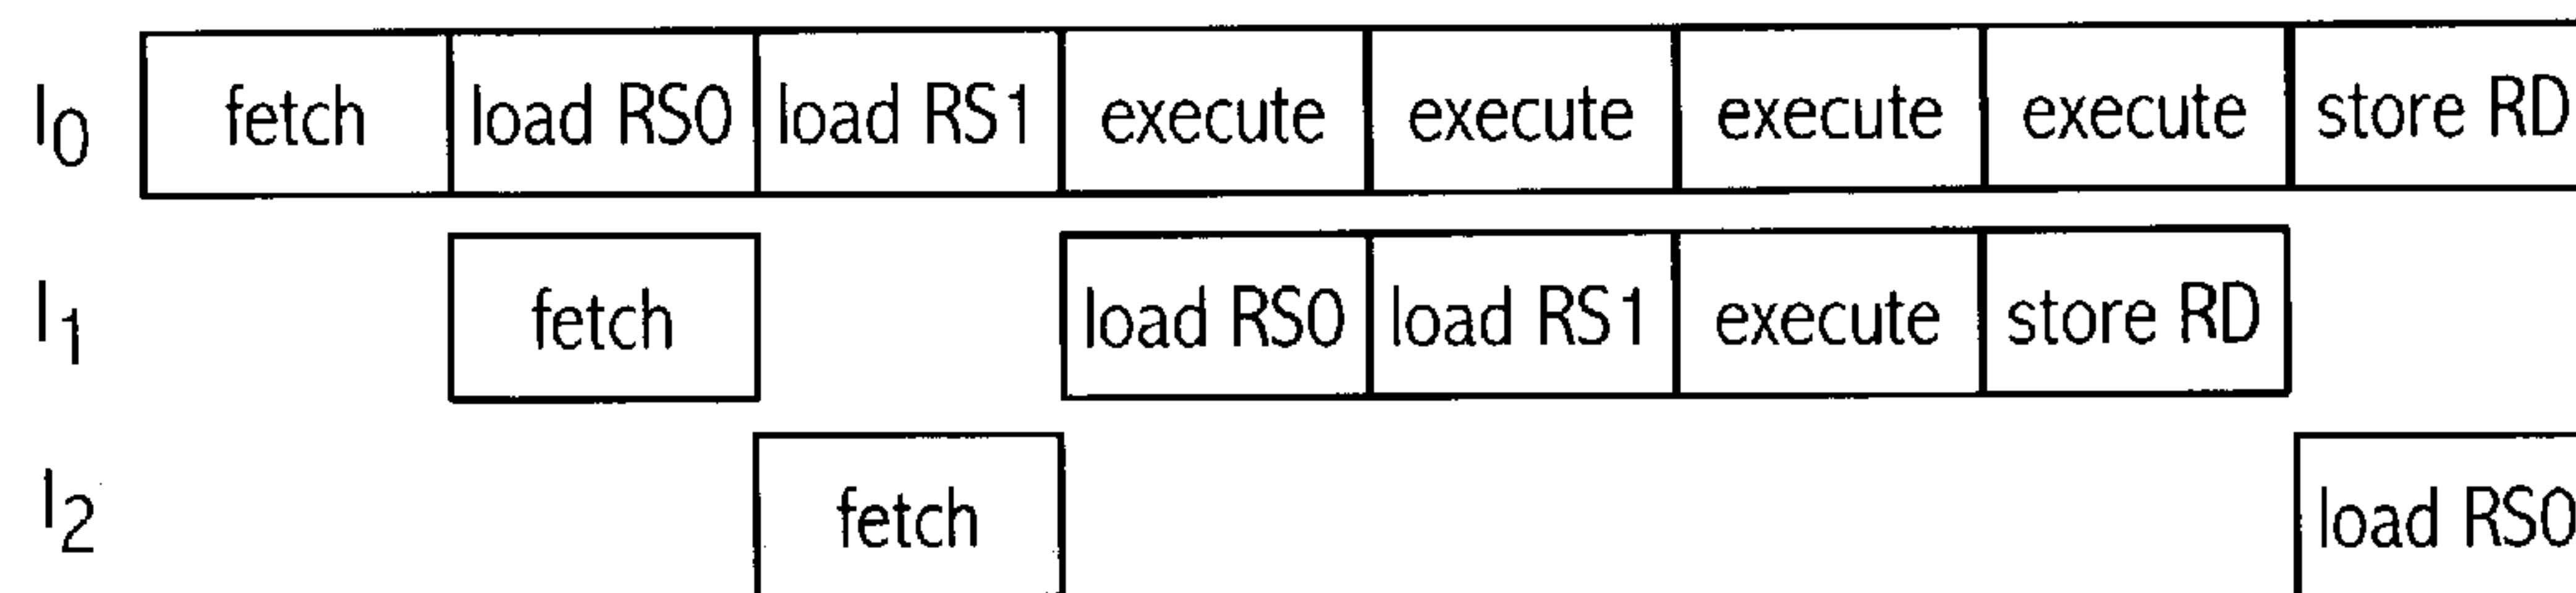 I0 fetch load RS0 load RS1 execute execute execute execute store RD
I1 fetch load RS0 load RS1 execute store RD
I2 fetch load RS0